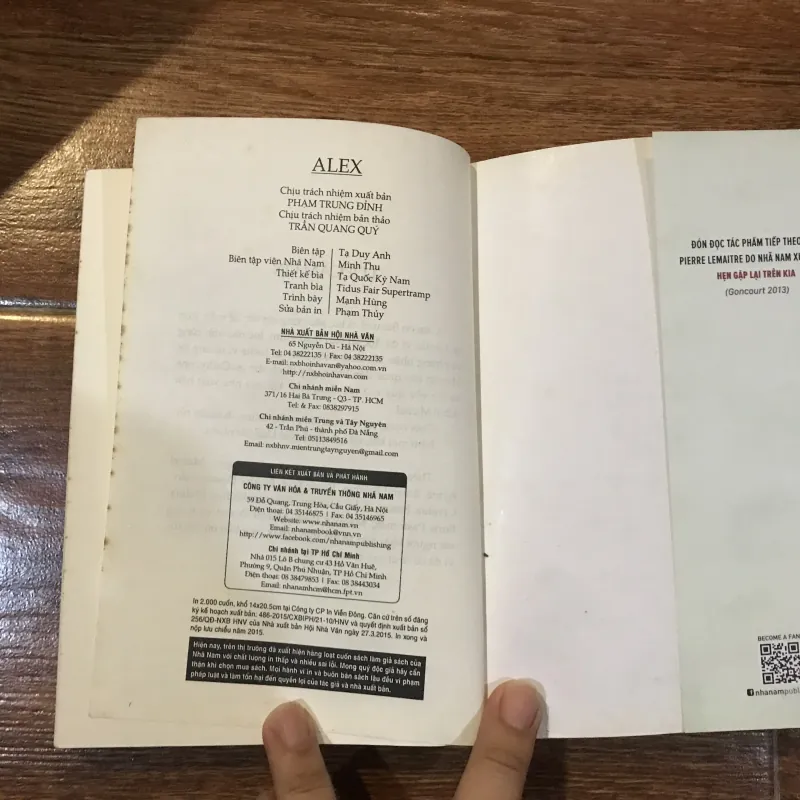 ALEX
Chịu trách nhiệm xuất bản
PHẠM TRUNG ĐỈNH
Chịu trách nhiệm bản thảo
TRẦN QUANG QUÝ
Biên tập | Tạ Duy Anh
Biên tập viên Nhã Nam | Minh Thu
Thiết kế bìa | Tạ Quốc Kỳ Nam
Tranh bìa | Tidus Fair Supertramp
Trình bày | Mạnh Hùng
Sửa bản in | Phạm Thủy
NHÀ XUẤT BẢN HỘI NHÀ VĂN
65 Nguyễn Du - Hà Nội
Tel: 04 38222135 | Fax: 04 38222135
E-mail: nxbhoinhavan@yahoo.com.vn
http://nxbhoinhavan.com
Chi nhánh miền Nam
371/16 Hai Bà Trưng - Q3 - TP. HCM
Tel: & Fax: 0838297915
Chi nhánh miền Trung và Tây Nguyên
42 - Trần Phú - thành phố Đà Nẵng
Tel: 05113849516
Email: nxbhnv.mientrungtaynguyen@gmail.com
LIÊN KẾT XUẤT BẢN VÀ PHÁT HÀNH
CÔNG TY VĂN HÓA & TRUYỀN THÔNG NHÃ NAM
59 Đỗ Quang, Trung Hòa, Cầu Giấy, Hà Nội
Điện thoại: 04 35146875 | Fax: 04 35146965
Website: www.nhanam.vn
Email: nhanambook@vnn.vn
http://www.facebook.com/nhanampublishing
Chi nhánh tại TP Hồ Chí Minh
Nhà 015 Lô B chung cư 43 Hồ Văn Huê,
Phường 9, Quận Phú Nhuận, TP Hồ Chí Minh
Điện thoại: 08 38479853 | Fax: 08 38443034
Email: nhanamhcm@hcm.fpt.vn
In 2.000 cuốn, khổ 14x20.5cm tại Công ty CP In Viễn Đông. Căn cứ trên số đăng
ký kế hoạch xuất bản: 486-2015/CXBIPH/21-10/HNV và quyết định xuất bản số
256/QĐ-NXB HNV của Nhà xuất bản Hội Nhà Văn ngày 27.3.2015. In xong và
nộp lưu chiểu năm 2015.
Hiện nay, trên thị trường đã xuất hiện hàng loạt cuốn sách làm giả sách của
Nhã Nam với chất lượng in thấp và nhiều sai lỗi. Mong quý độc giả hãy cẩn
thận khi chọn mua sách. Mọi hành vi in và buôn bán sách lậu đều vi phạm
pháp luật và làm tổn hại đến quyền lợi của tác giả và nhà xuất bản.
ĐÓN ĐỌC TÁC PHẨM TIẾP THEO
PIERRE LEMAITRE DO NHÃ NAM
HẸN GẶP LẠI TRÊN KIA
(Goncourt 2013)
BECOME A FAN
nhanampubl